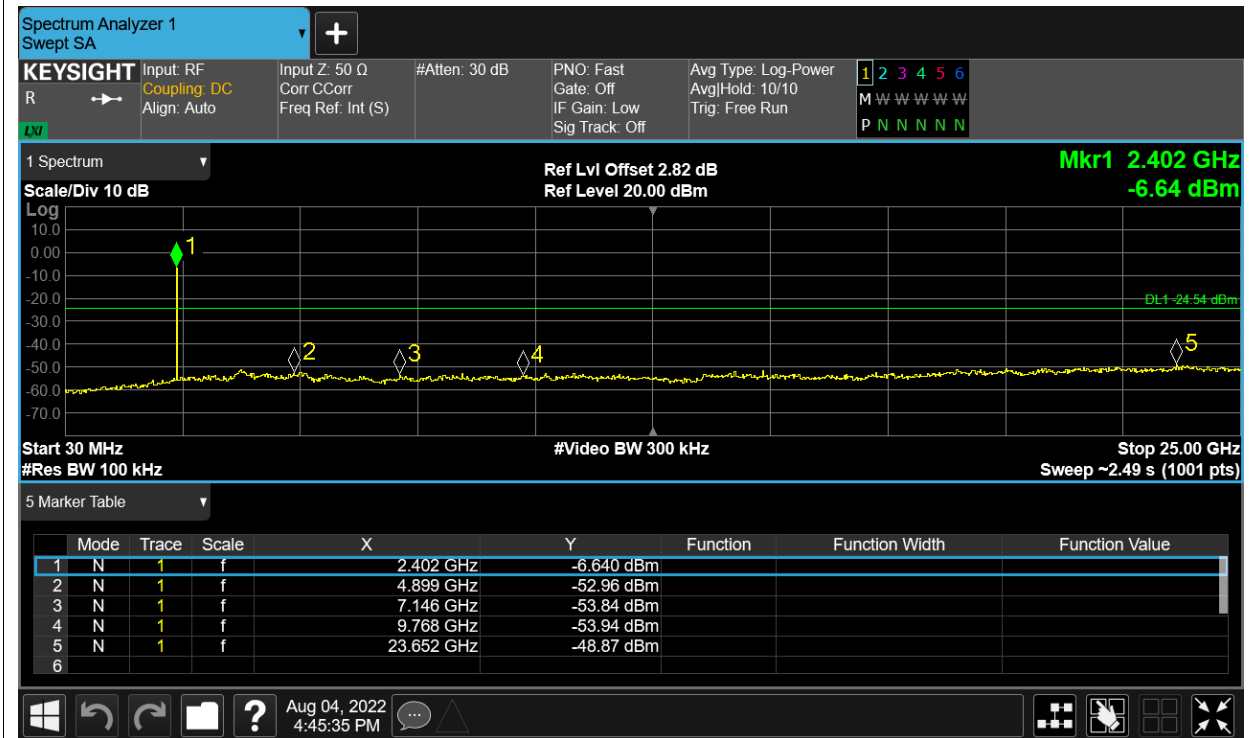 Spectrum Analyzer 1
Swept SA
KEYSIGHT
R
LXI
Input: RF
Coupling: DC
Align: Auto
Input Z: 50 Ω
Corr CCorr
Freq Ref: Int (S)
#Atten: 30 dB
PNO: Fast
Gate: Off
IF Gain: Low
Sig Track: Off
Avg Type: Log-Power
Avg|Hold: 10/10
Trig: Free Run
1 2 3 4 5 6
M W W W W W
P N N N N N
1 Spectrum
Scale/Div 10 dB
Ref Lvl Offset 2.82 dB
Ref Level 20.00 dBm
Mkr1 2.402 GHz
-6.64 dBm
Log
10.0
0.00
-10.0
-20.0
-30.0
-40.0
-50.0
-60.0
-70.0
1
DL1 -24.54 dBm
2
3
4
5
Start 30 MHz
#Video BW 300 kHz
Stop 25.00 GHz
#Res BW 100 kHz
Sweep ~2.49 s (1001 pts)
5 Marker Table
Mode Trace Scale X Y Function Function Width Function Value
1 N 1 f 2.402 GHz -6.640 dBm
2 N 1 f 4.899 GHz -52.96 dBm
3 N 1 f 7.146 GHz -53.84 dBm
4 N 1 f 9.768 GHz -53.94 dBm
5 N 1 f 23.652 GHz -48.87 dBm
6
?
Aug 04, 2022
4:45:35 PM